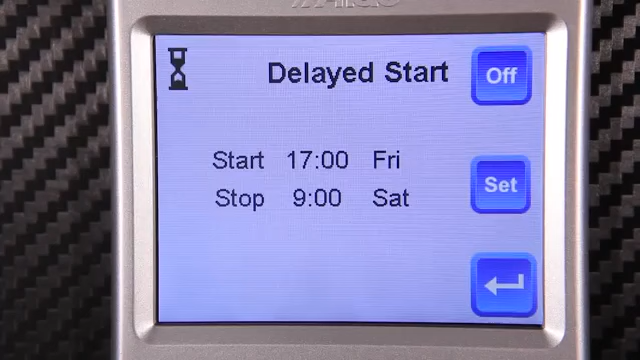 Delayed Start
Off
Start 17:00 Fri
Stop 9:00 Sat
Set